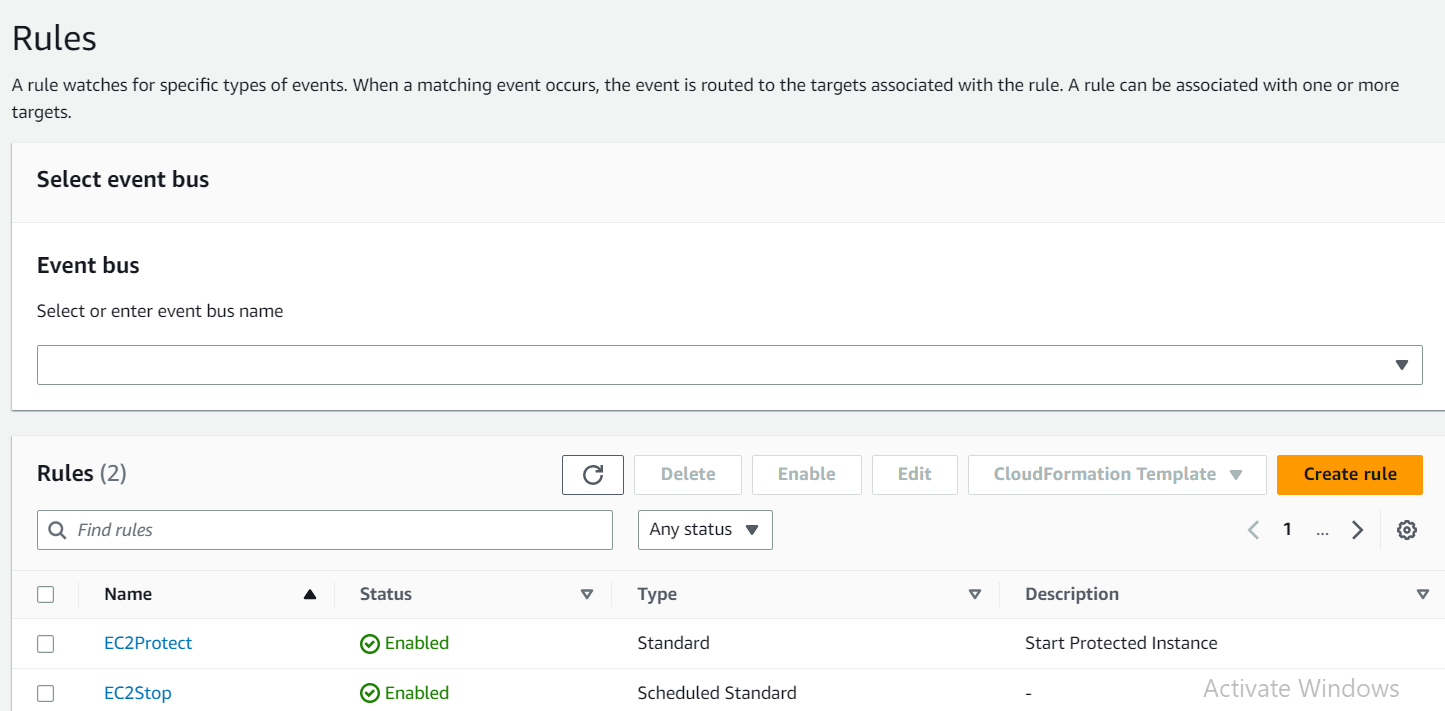 Rules
A rule watches for specific types of events. When a matching event occurs, the event is routed to the targets associated with the rule. A rule can be associated with one or more
targets.
Select event bus
Event bus
Select or enter event bus name
Rules (2)
Delete
Enable
Edit
CloudFormation Template
Create rule
Find rules
Any status
1
...
Name
Status
Type
Description
EC2Protect
Enabled
Standard
Start Protected Instance
EC2Stop
Enabled
Scheduled Standard
-
Activate Windows